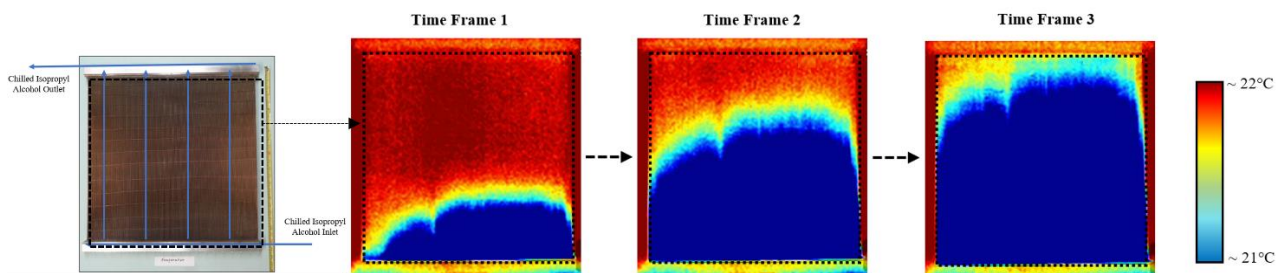 Time Frame 1
Time Frame 2
Time Frame 3
Chilled Isopropyl
Alcohol Outlet
Chilled Isopropyl
Alcohol Inlet
~ 22°C
~ 21°C